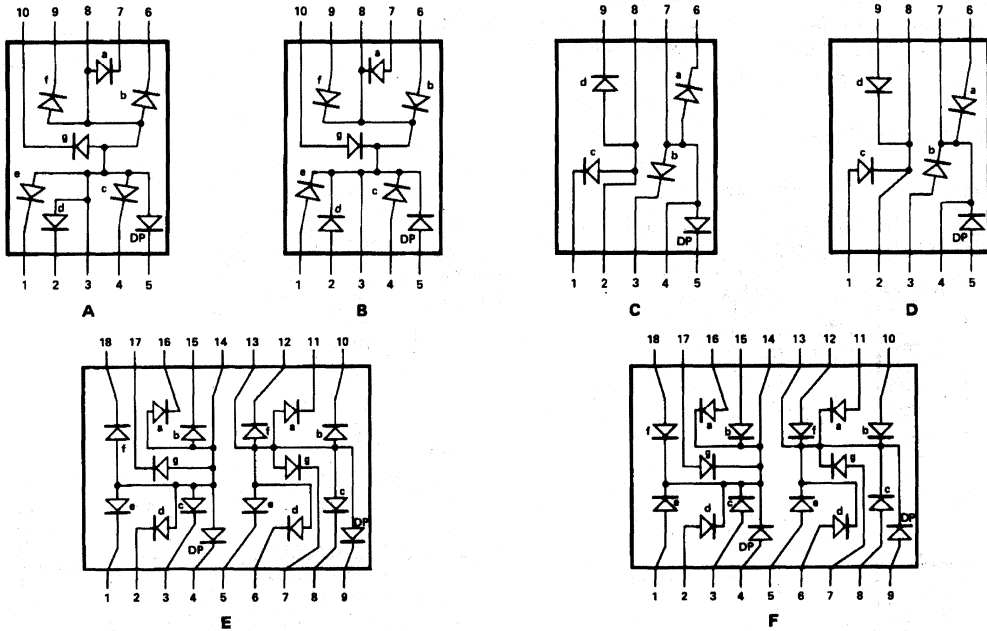 10 9 8 7 6
a
f
b
g
e
c
d
DP
1 2 3 4 5
A
10 9 8 7 6
a
f
b
g
e
c
d
DP
1 2 3 4 5
B
9 8 7 6
d
a
b
c
DP
1 2 3 4 5
C
9 8 7 6
d
a
b
c
DP
1 2 3 4 5
D
18 17 16 15 14 13 12 11 10
a a
b f b
f
g g
e c e c
d d
DP DP
1 2 3 4 5 6 7 8 9
E
18 17 16 15 14 13 12 11 10
a a
f b f b
g g
e c e c
d d
DP DP
1 2 3 4 5 6 7 8 9
F